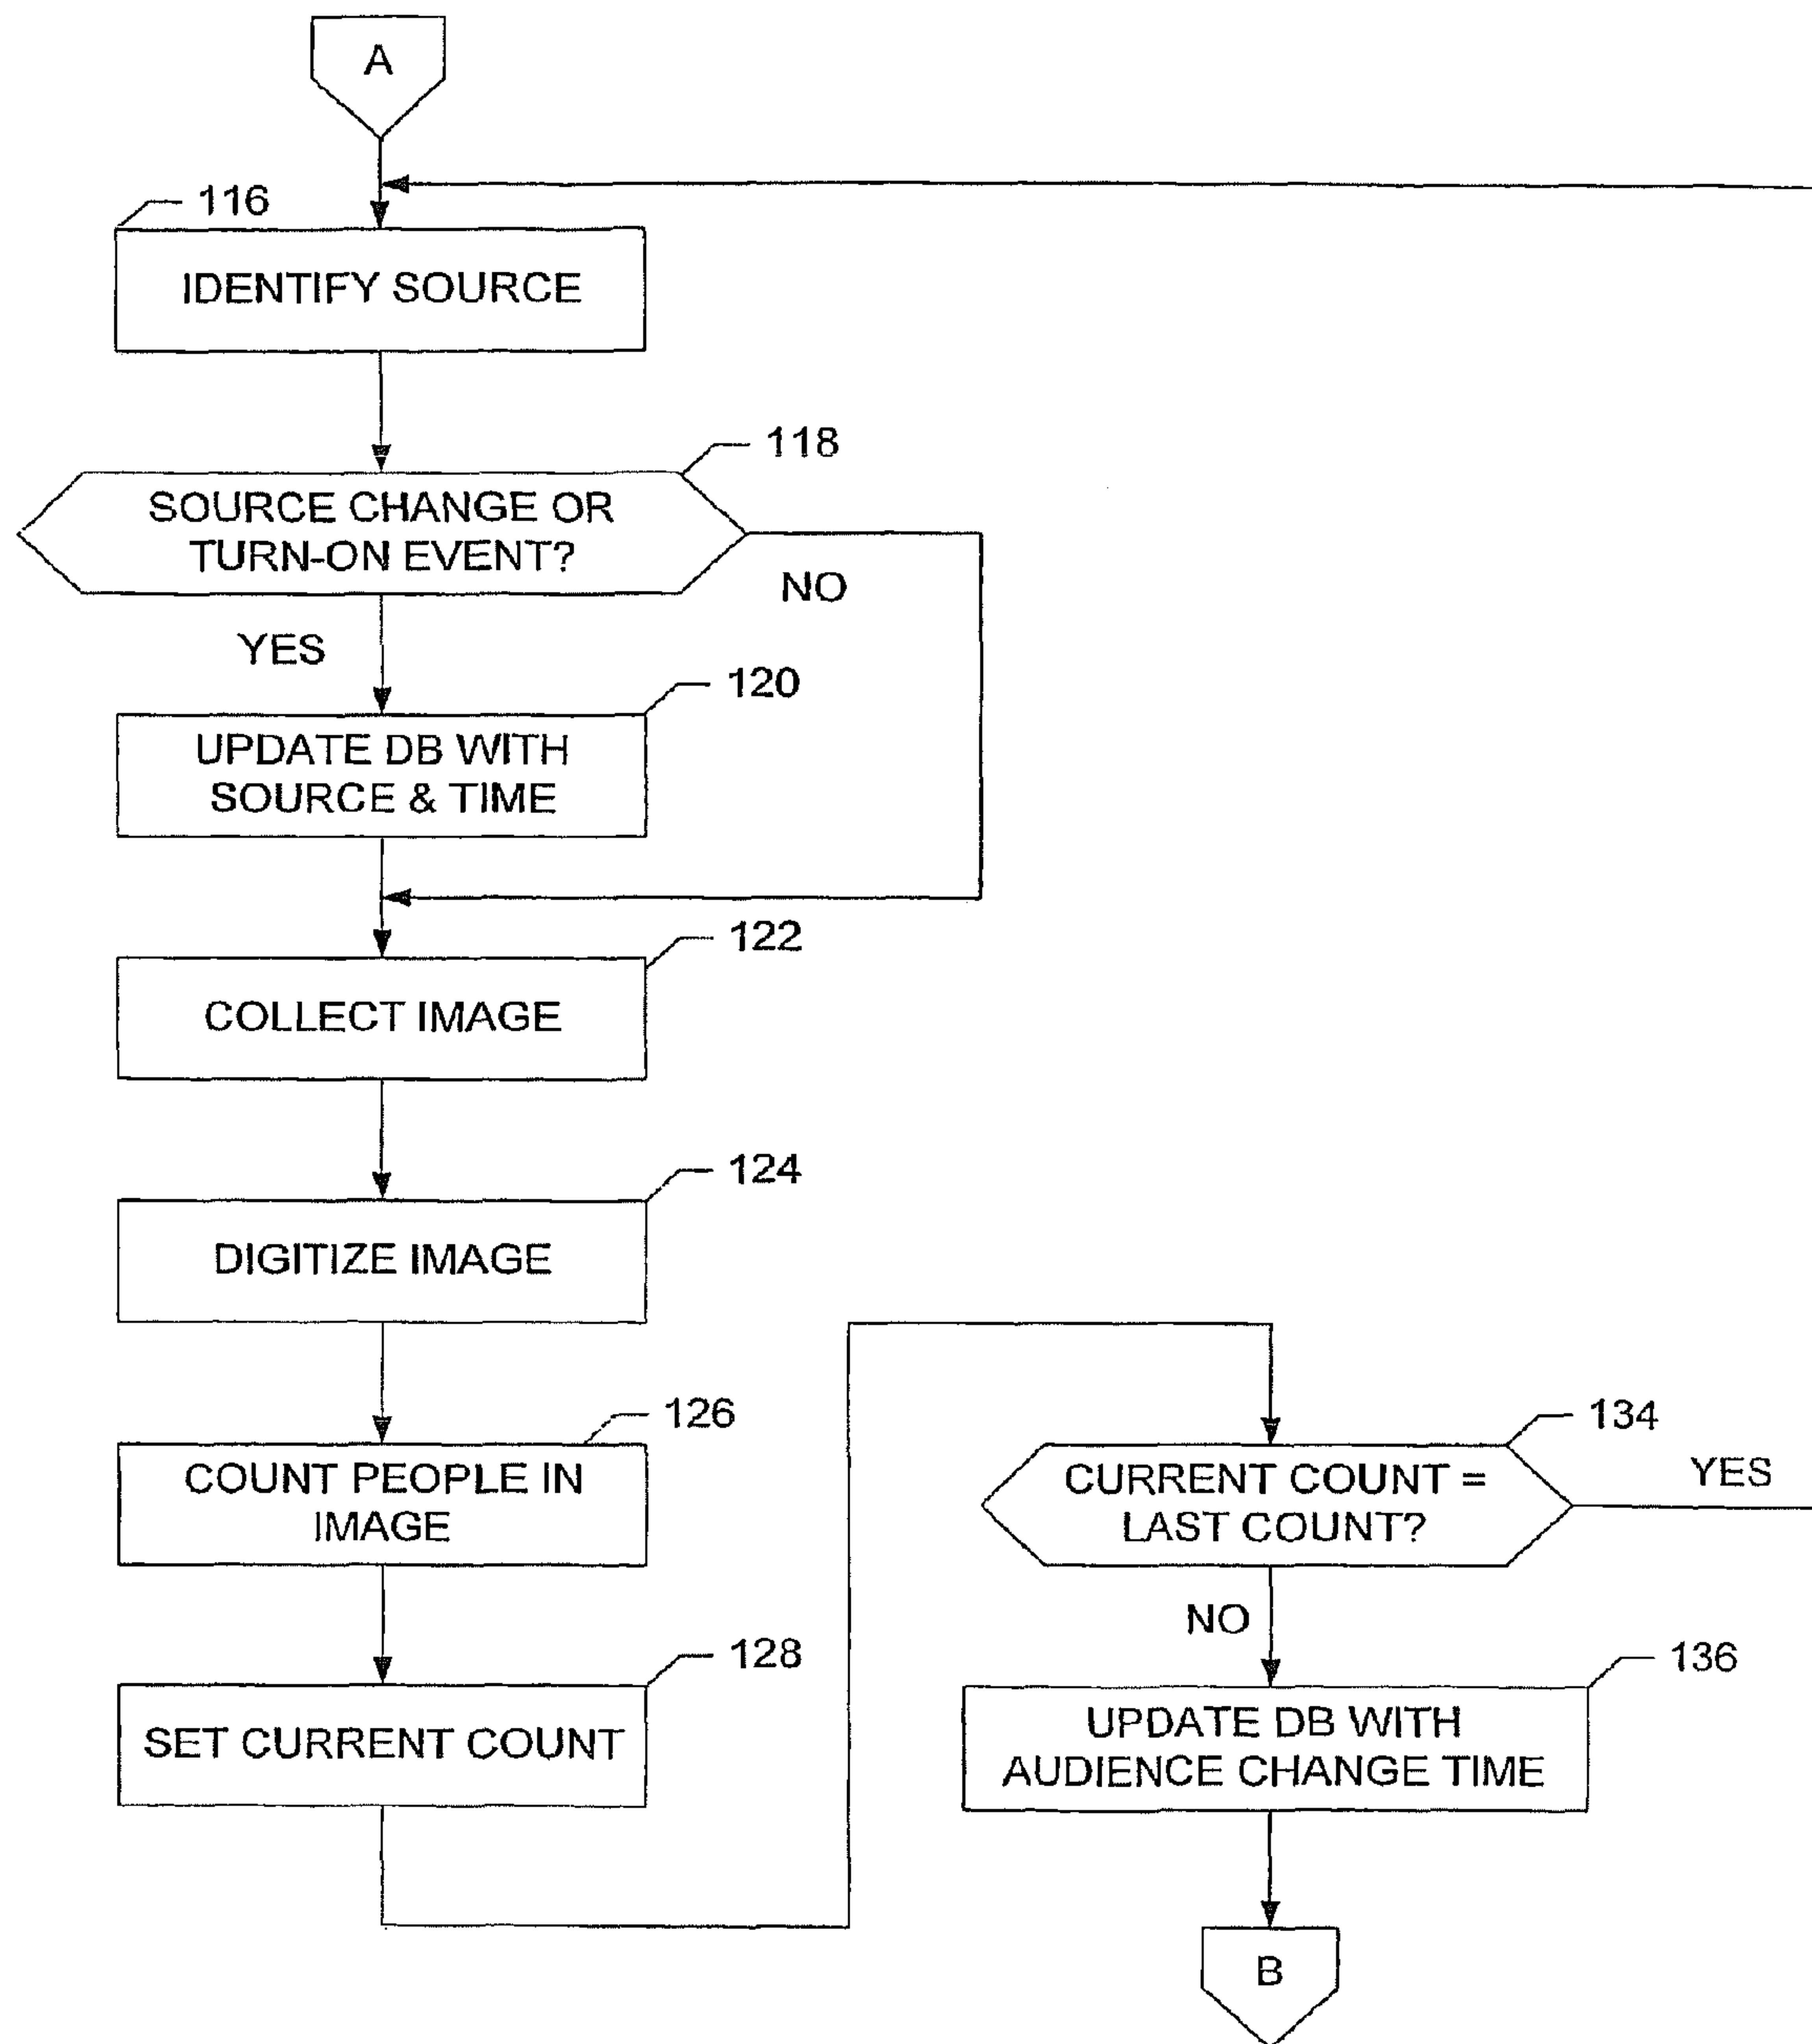 A
116
IDENTIFY SOURCE
118
SOURCE CHANGE OR
TURN-ON EVENT?
NO
YES
120
UPDATE DB WITH
SOURCE & TIME
122
COLLECT IMAGE
124
DIGITIZE IMAGE
126
COUNT PEOPLE IN
IMAGE
128
SET CURRENT COUNT
134
CURRENT COUNT =
LAST COUNT?
YES
NO
136
UPDATE DB WITH
AUDIENCE CHANGE TIME
B